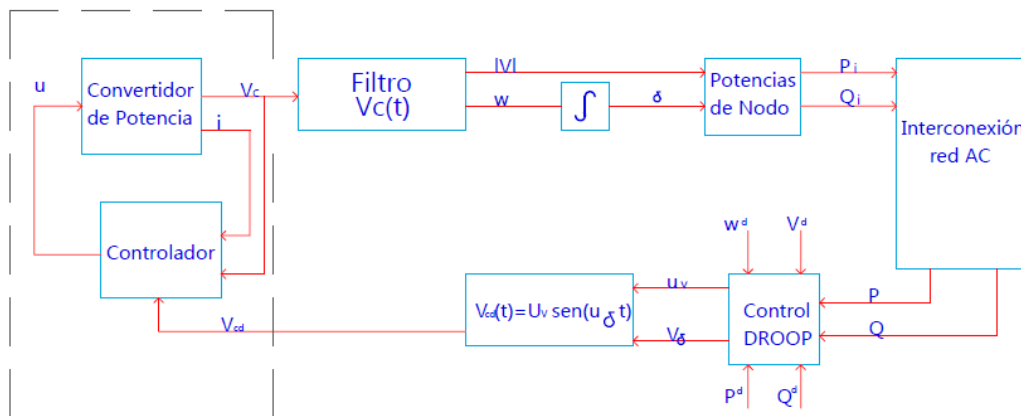 u
Convertidor
de Potencia
Vc
i
Filtro
Vc(t)
|V|
w
∫
δ
Potencias
de Nodo
Pi
Qi
Interconexión
red AC
Controlador
Vcd
Vcd(t)=Uv sen(uδt)
uv
Vδ
wd
Vd
Control
DROOP
P
Q
Pd
Qd